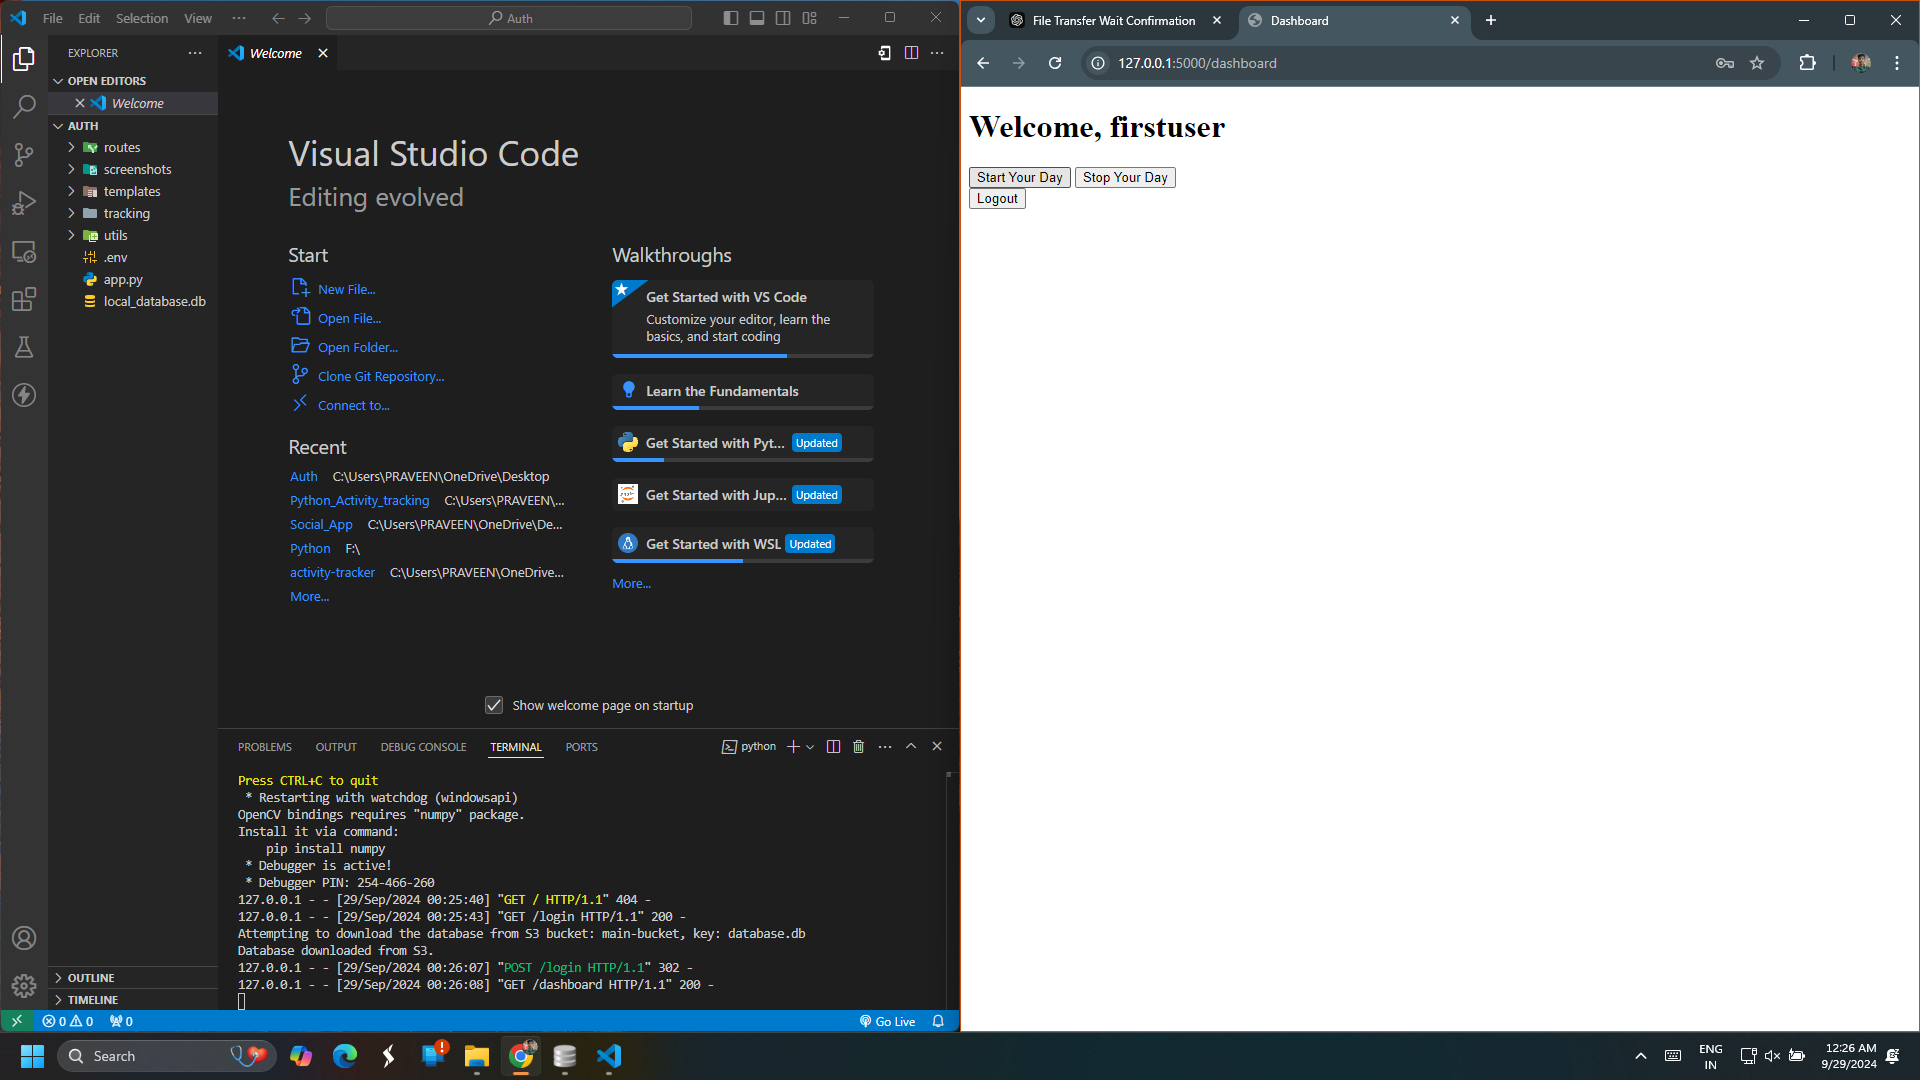 File Edit Selection View ··· Auth
EXPLORER ···
OPEN EDITORS
Welcome
AUTH
routes
screenshots
templates
tracking
utils
.env
app.py
local_database.db
OUTLINE
TIMELINE
Welcome
Visual Studio Code
Editing evolved
Start
New File...
Open File...
Open Folder...
Clone Git Repository...
Connect to...
Recent
Auth C:\Users\PRAVEEN\OneDrive\Desktop
Python_Activity_tracking C:\Users\PRAVEEN\...
Social_App C:\Users\PRAVEEN\OneDrive\De...
Python F:\
activity-tracker C:\Users\PRAVEEN\OneDrive...
More...
Walkthroughs
Get Started with VS Code
Customize your editor, learn the
basics, and start coding
Learn the Fundamentals
Get Started with Pyt... Updated
Get Started with Jup... Updated
Get Started with WSL Updated
More...
Show welcome page on startup
PROBLEMS OUTPUT DEBUG CONSOLE TERMINAL PORTS python
Press CTRL+C to quit
* Restarting with watchdog (windowsapi)
OpenCV bindings requires "numpy" package.
Install it via command:
pip install numpy
* Debugger is active!
* Debugger PIN: 254-466-260
127.0.0.1 - - [29/Sep/2024 00:25:40] "GET / HTTP/1.1" 404 -
127.0.0.1 - - [29/Sep/2024 00:25:43] "GET /login HTTP/1.1" 200 -
Attempting to download the database from S3 bucket: main-bucket, key: database.db
Database downloaded from S3.
127.0.0.1 - - [29/Sep/2024 00:26:07] "POST /login HTTP/1.1" 302 -
127.0.0.1 - - [29/Sep/2024 00:26:08] "GET /dashboard HTTP/1.1" 200 -
0 0 0 Go Live
File Transfer Wait Confirmation Dashboard
127.0.0.1:5000/dashboard
Welcome, firstuser
Start Your Day Stop Your Day
Logout
Search
ENG
IN
12:26 AM
9/29/2024